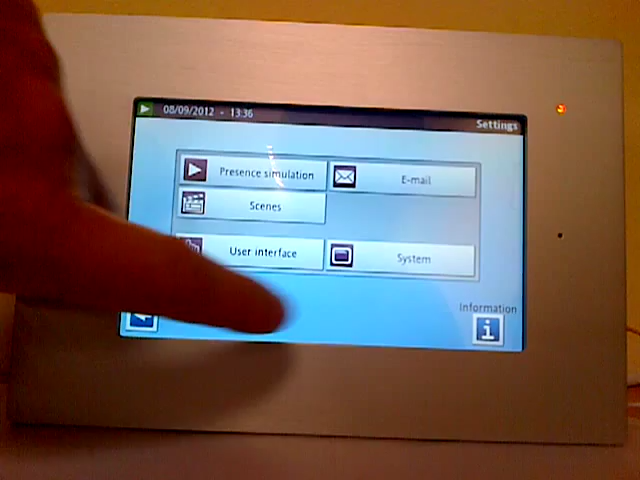 08/09/2012 - 13:36
Settings
Presence simulation
E-mail
Scenes
User interface
System
Information
i